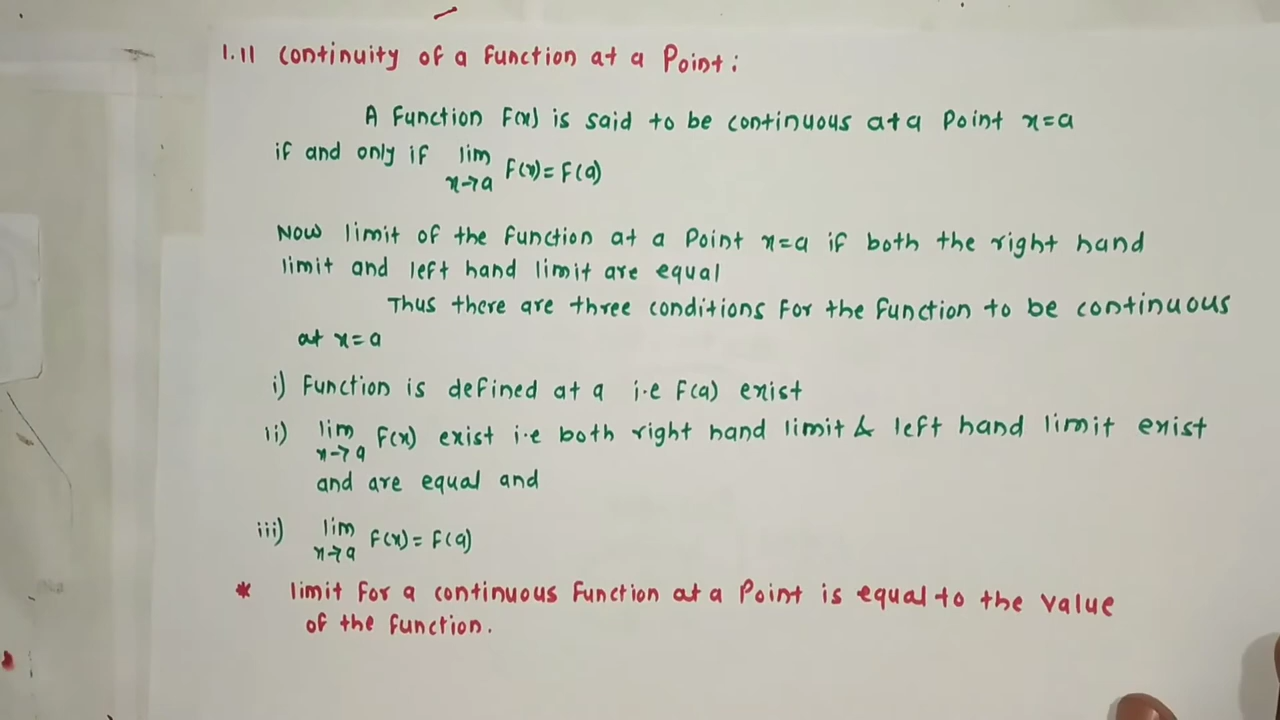 1.11 Continuity of a Function at a Point:
A Function F(x) is said to be continuous at a Point x=a
if and only if lim x→a F(x)=F(a)
Now limit of the Function at a Point x=a if both the right hand
limit and left hand limit are equal
Thus there are three conditions For the Function to be continuous
at x=a
i) Function is defined at a i.e F(a) exist
ii) lim x→a F(x) exist i.e both right hand limit & left hand limit exist
and are equal and
iii) lim x→a F(x)=F(a)
* limit For a continuous Function at a Point is equal to the value
of the Function.